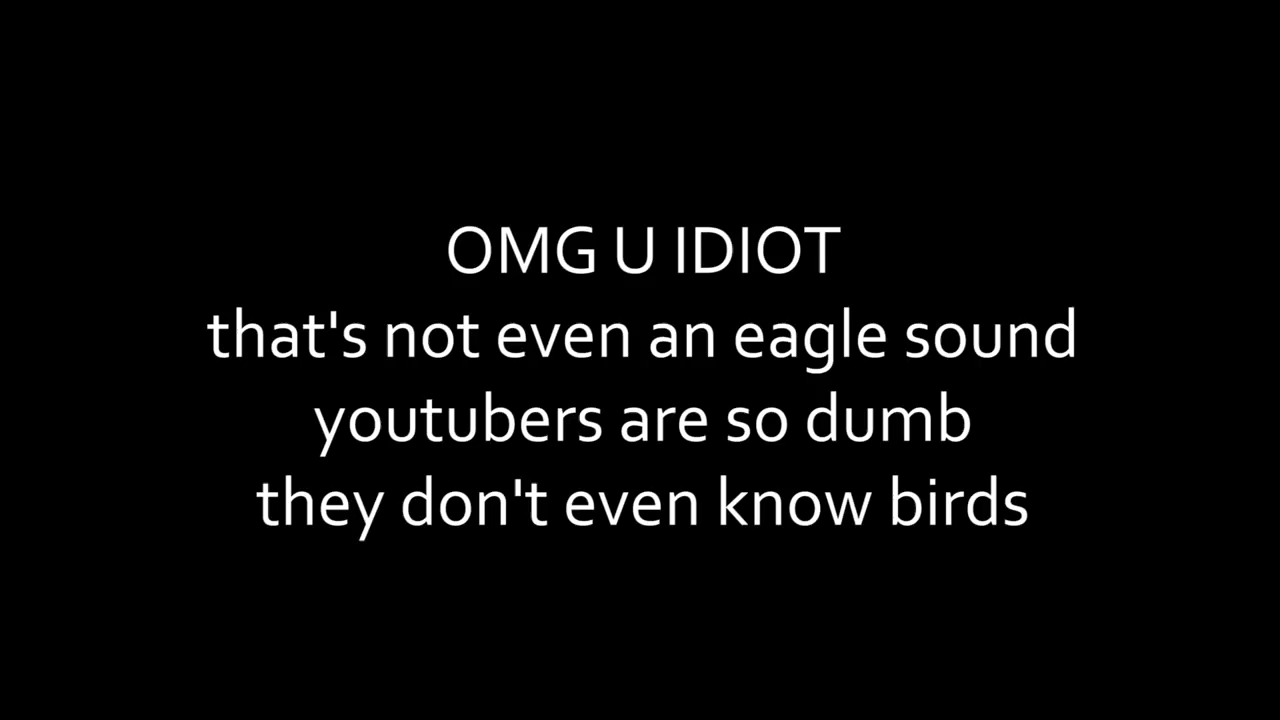 OMG U IDIOT
that's not even an eagle sound
youtubers are so dumb
they don't even know birds